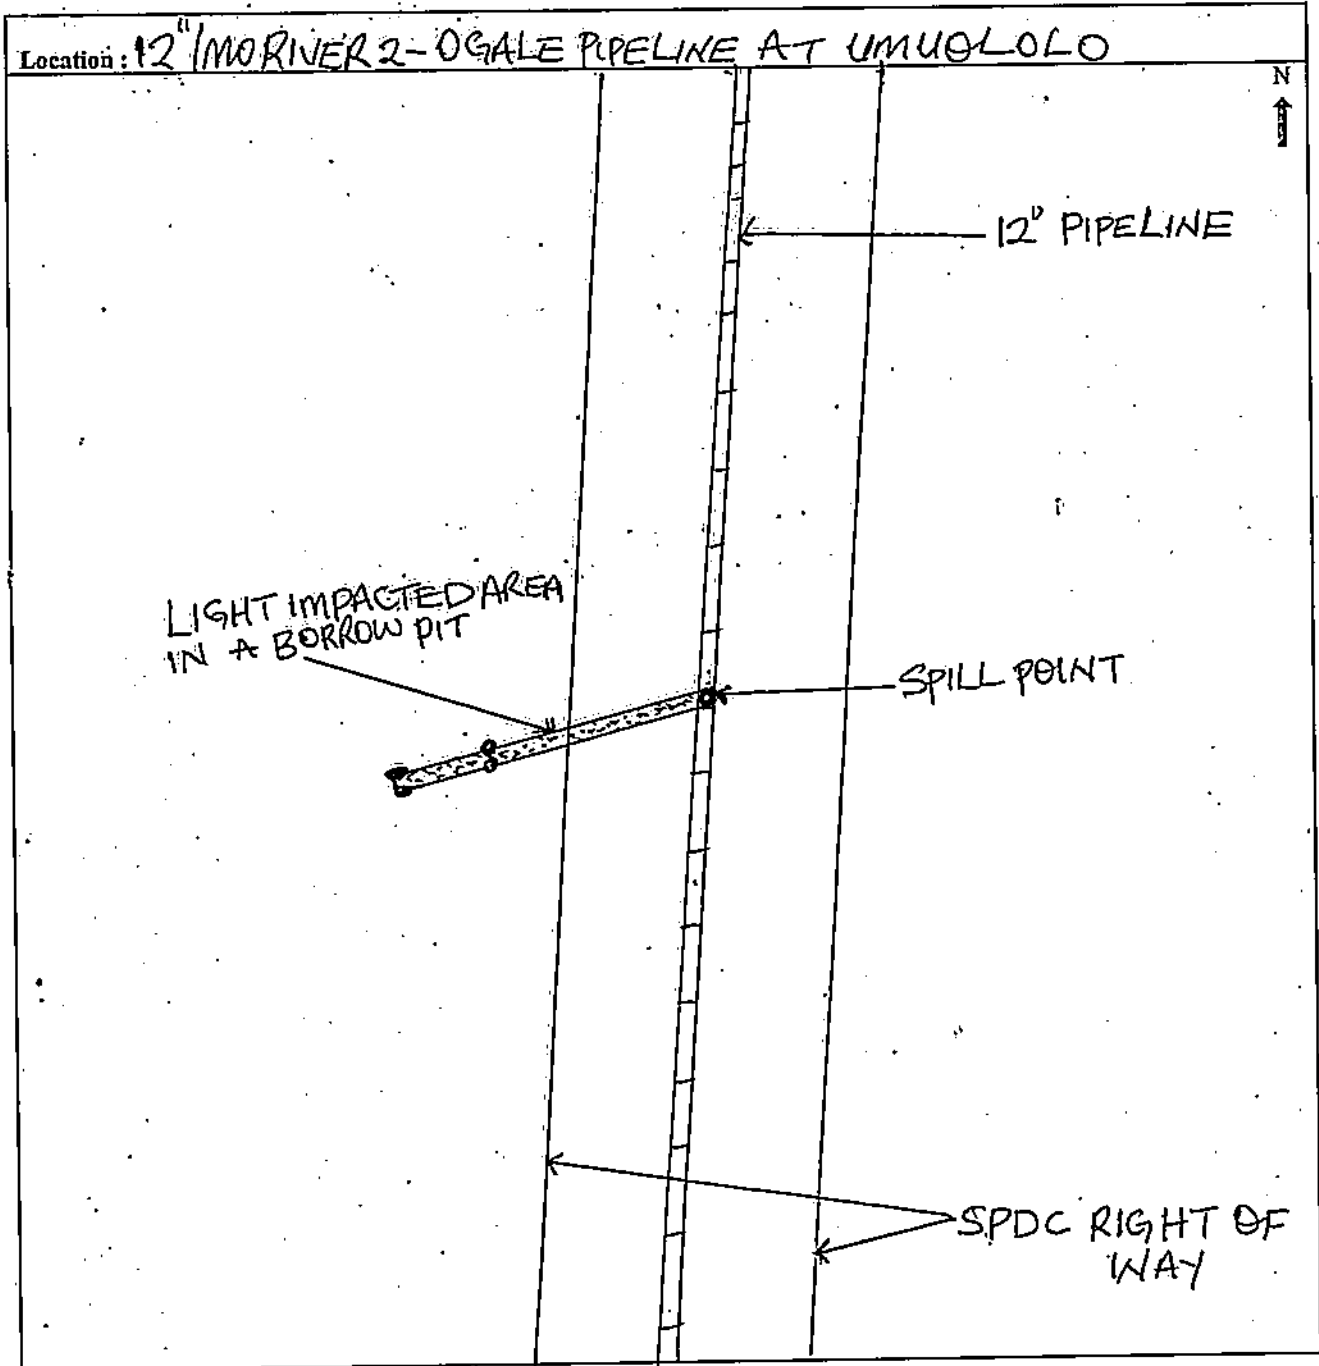 Location : 12" IMO RIVER 2 - OGALE PIPELINE AT UMUOLOLO
N
12" PIPELINE
LIGHT IMPACTED AREA
IN A BORROW PIT
SPILL POINT
SPDC RIGHT OF
WAY